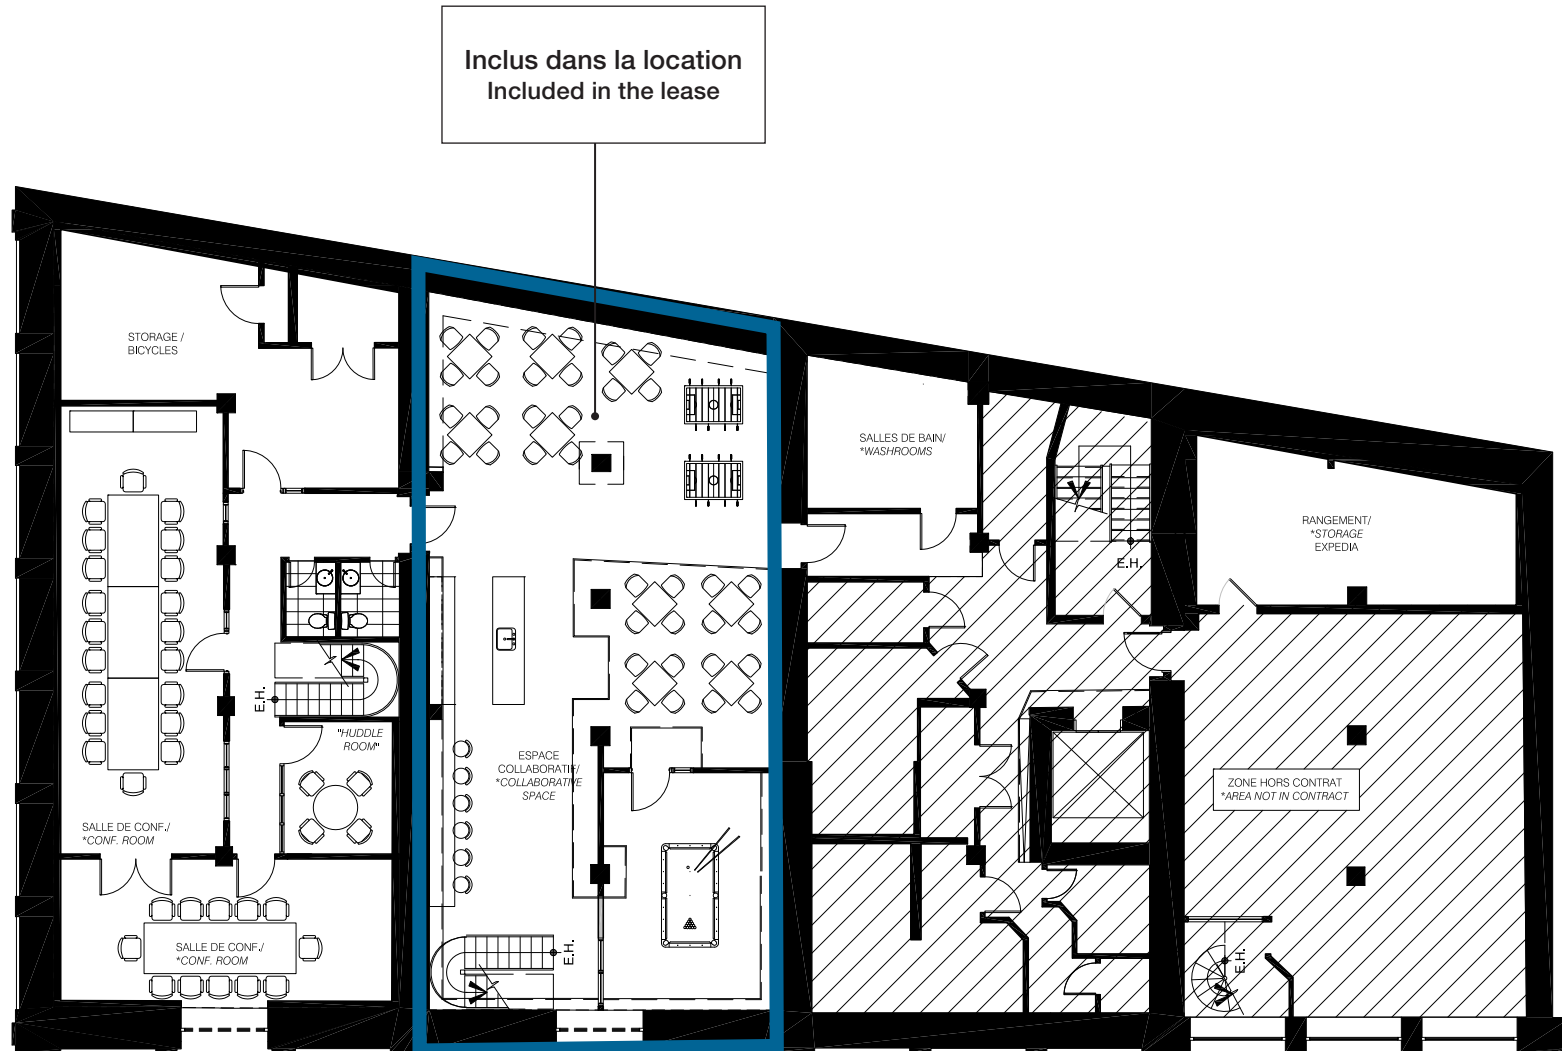 Inclus dans la location
Included in the lease
STORAGE /
BICYCLES
SALLES DE BAIN/
*WASHROOMS
RANGEMENT/
*STORAGE
EXPEDIA
E.H.
E.H.
"HUDDLE
ROOM"
ESPACE
COLLABORATIF/
*COLLABORATIVE
SPACE
ZONE HORS CONTRAT
*AREA NOT IN CONTRACT
SALLE DE CONF./
*CONF. ROOM
SALLE DE CONF./
*CONF. ROOM
E.H.
E.H.